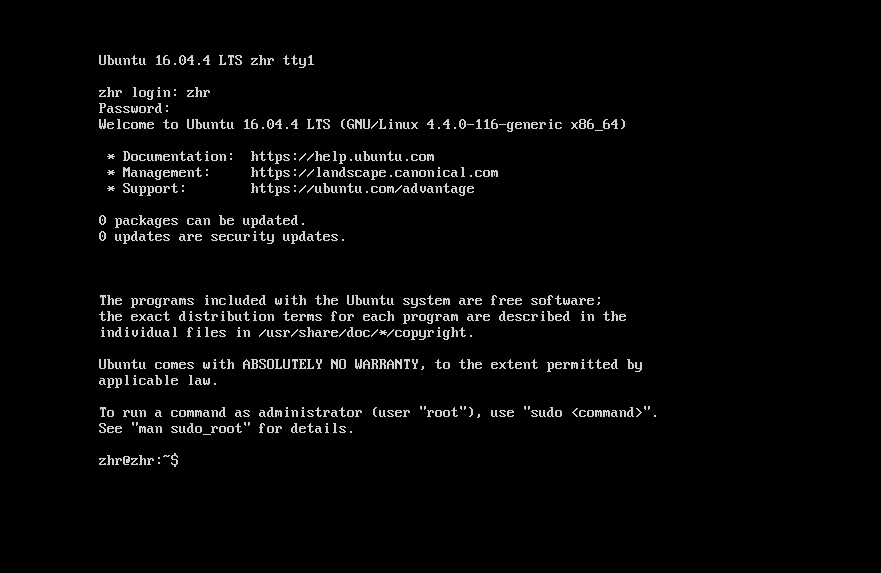 Ubuntu 16.04.4 LTS zhr tty1
zhr login: zhr
Password:
Welcome to Ubuntu 16.04.4 LTS (GNU/Linux 4.4.0-116-generic x86_64)
* Documentation:  https://help.ubuntu.com
* Management:     https://landscape.canonical.com
* Support:        https://ubuntu.com/advantage
0 packages can be updated.
0 updates are security updates.
The programs included with the Ubuntu system are free software;
the exact distribution terms for each program are described in the
individual files in /usr/share/doc/*/copyright.
Ubuntu comes with ABSOLUTELY NO WARRANTY, to the extent permitted by
applicable law.
To run a command as administrator (user "root"), use "sudo <command>".
See "man sudo_root" for details.
zhr@zhr:~$